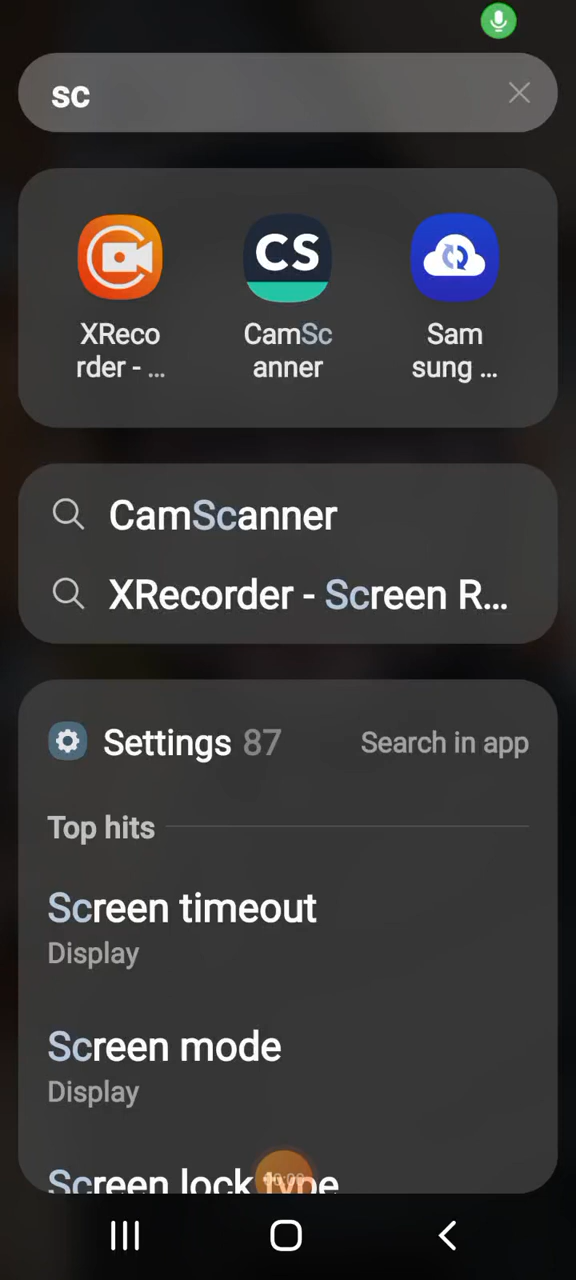 sc
CS
XReco
rder - ...
CamSc
anner
Sam
sung ...
CamScanner
XRecorder - Screen R...
Settings 87
Search in app
Top hits
Screen timeout
Display
Screen mode
Display
Screen lock type